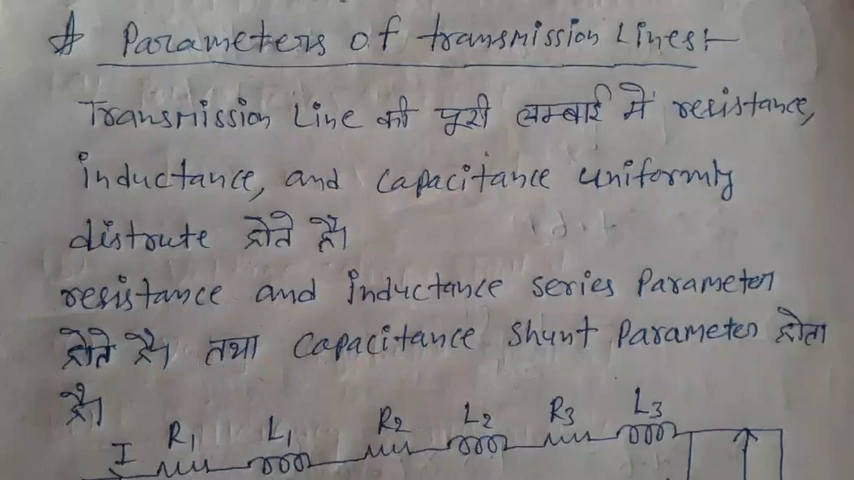 # Parameters of transmission Lines:-
Transmission Line की पूरी लम्बाई में resistance,
inductance, and capacitance uniformly
distrute होते है।
resistance and inductance series Parameter
होते है। तथा capacitance shunt Parameter होता
है।
I R1 L1 R2 L2 R3 L3